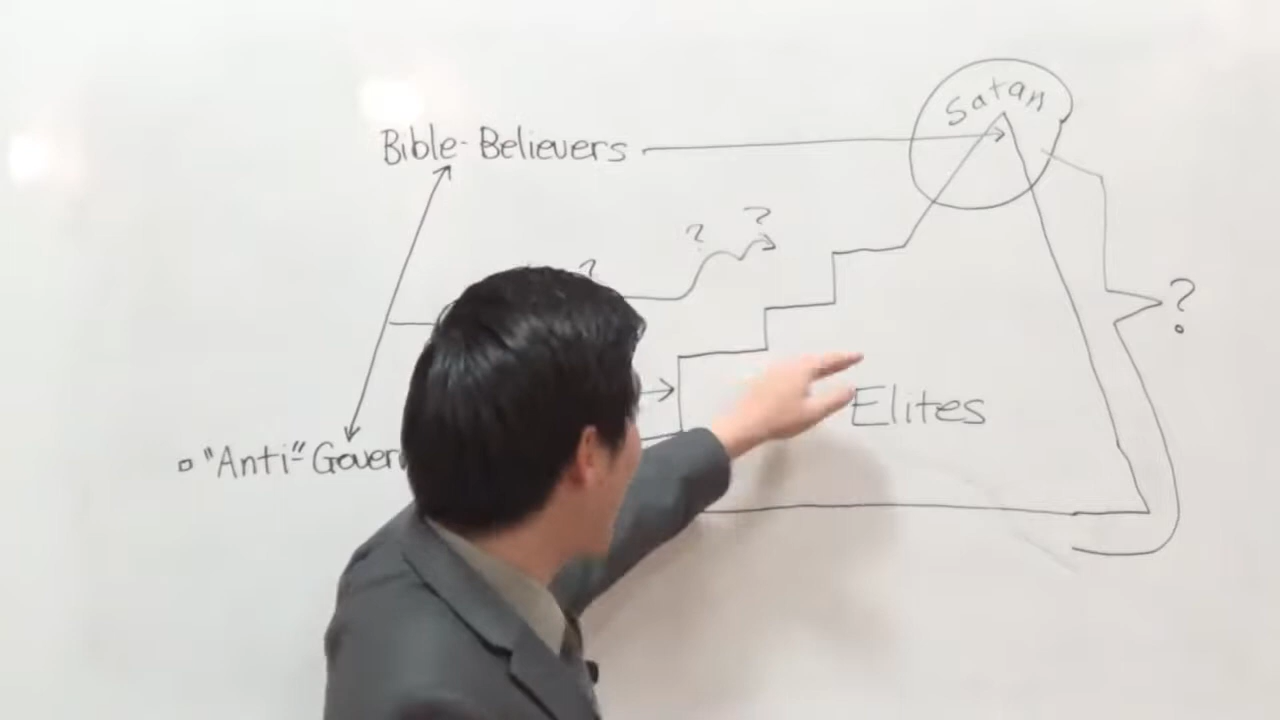 Satan
Bible-Believers
? ?
?
?
Elites
"Anti"-Govern